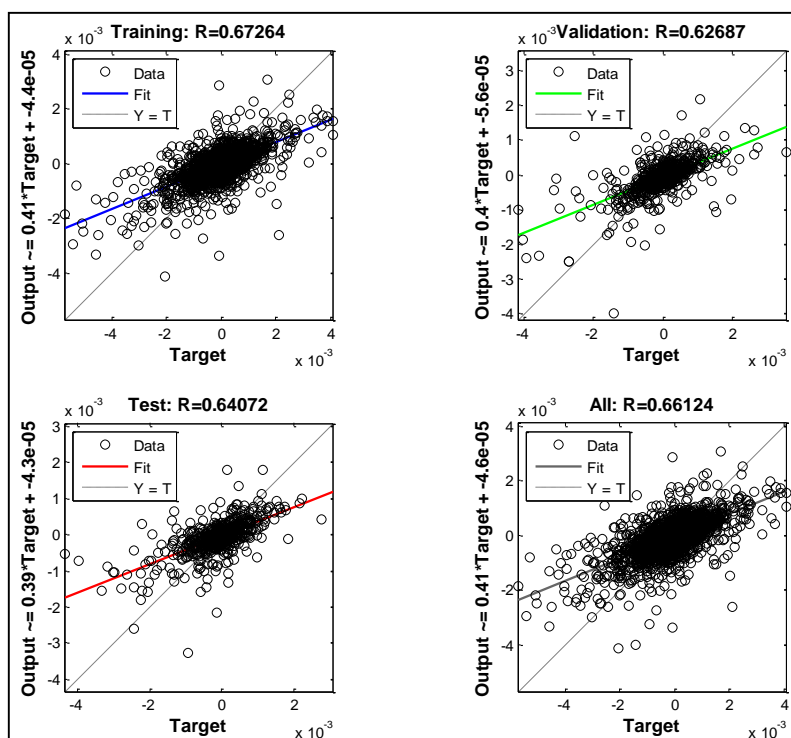 Training: R=0.67264
x 10^-3
Output ~= 0.41*Target + -4.4e-05
4
2
0
-2
-4
Data
Fit
Y = T
-4 -2 0 2 4
Target
x 10^-3
Validation: R=0.62687
x 10^-3
Output ~= 0.4*Target + -5.6e-05
3
2
1
0
-1
-2
-3
-4
Data
Fit
Y = T
-4 -2 0 2
Target
x 10^-3
Test: R=0.64072
x 10^-3
Output ~= 0.39*Target + -4.3e-05
3
2
1
0
-1
-2
-3
-4
Data
Fit
Y = T
-4 -2 0 2
Target
x 10^-3
All: R=0.66124
x 10^-3
Output ~= 0.41*Target + -4.6e-05
4
2
0
-2
-4
Data
Fit
Y = T
-4 -2 0 2 4
Target
x 10^-3